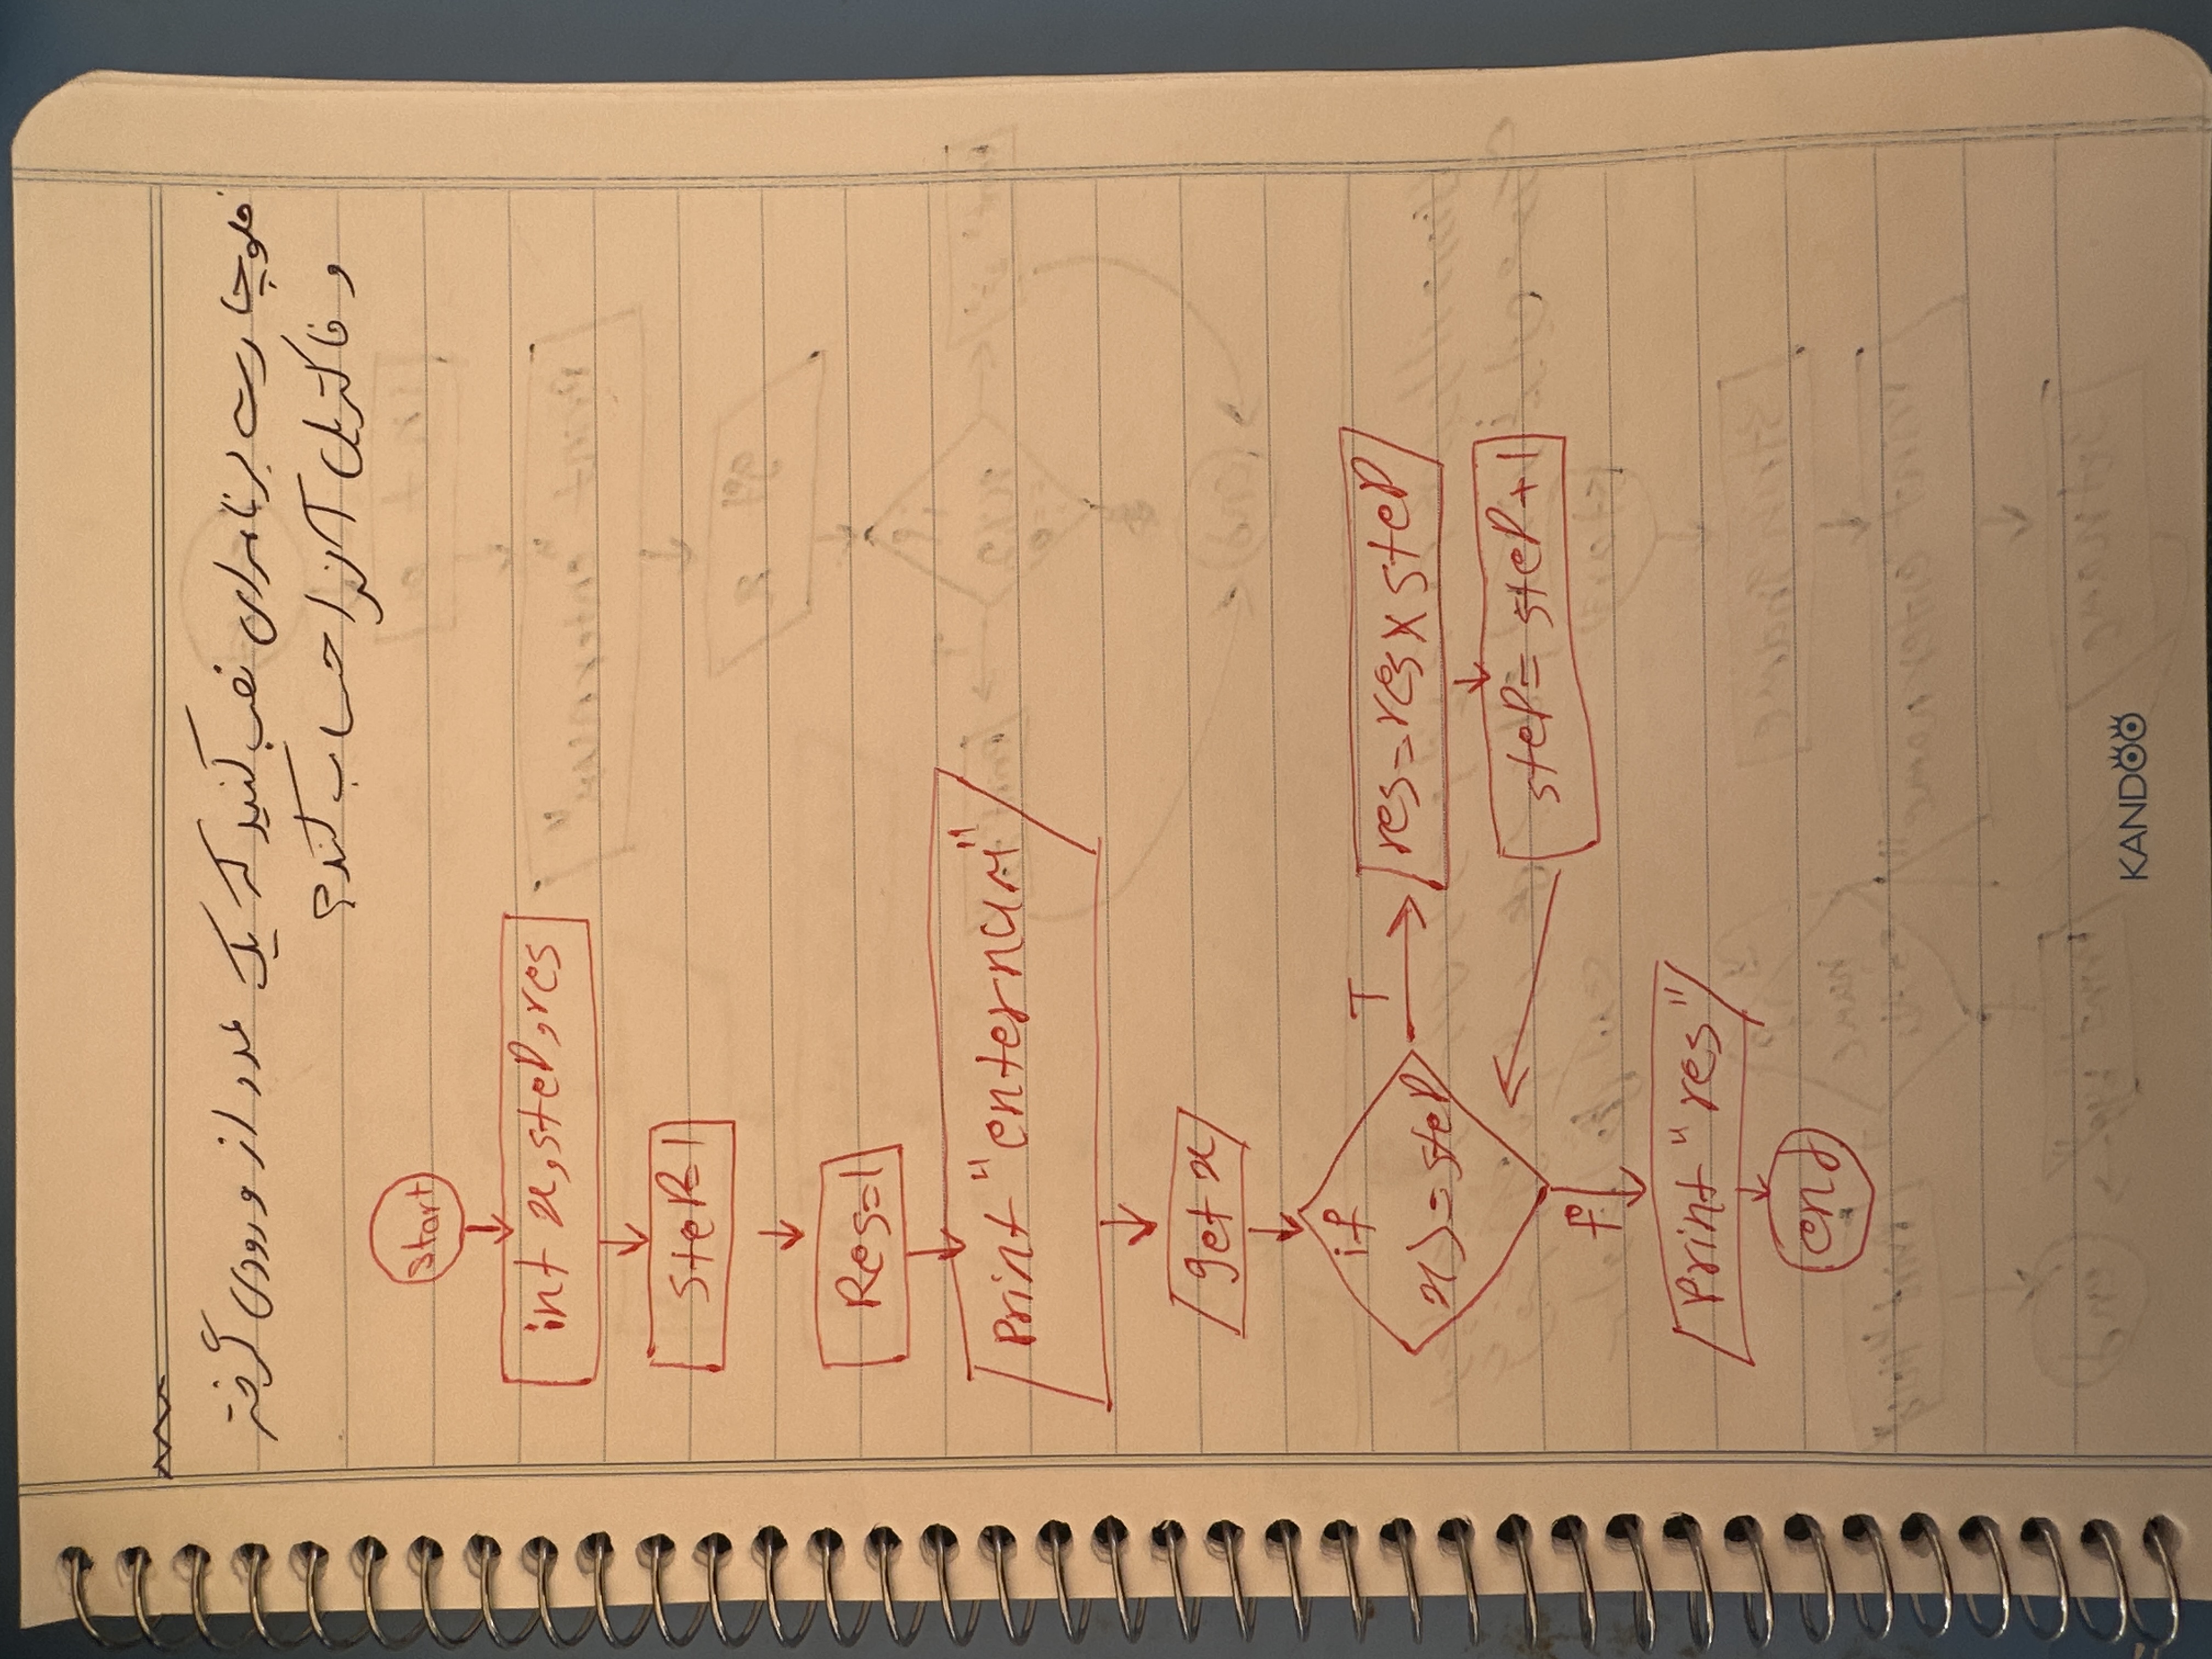 فلوچارت برنامه‌ای نصب کنید که یک عدد از ورودی گرفته
و فاکتریل آن را حساب کند؟
start
int x, step, res
step=1
Res=1
print "enternum"
get x
if
x>=step
T
res=res x step
step= step+1
f
print "res"
end
KANDOO